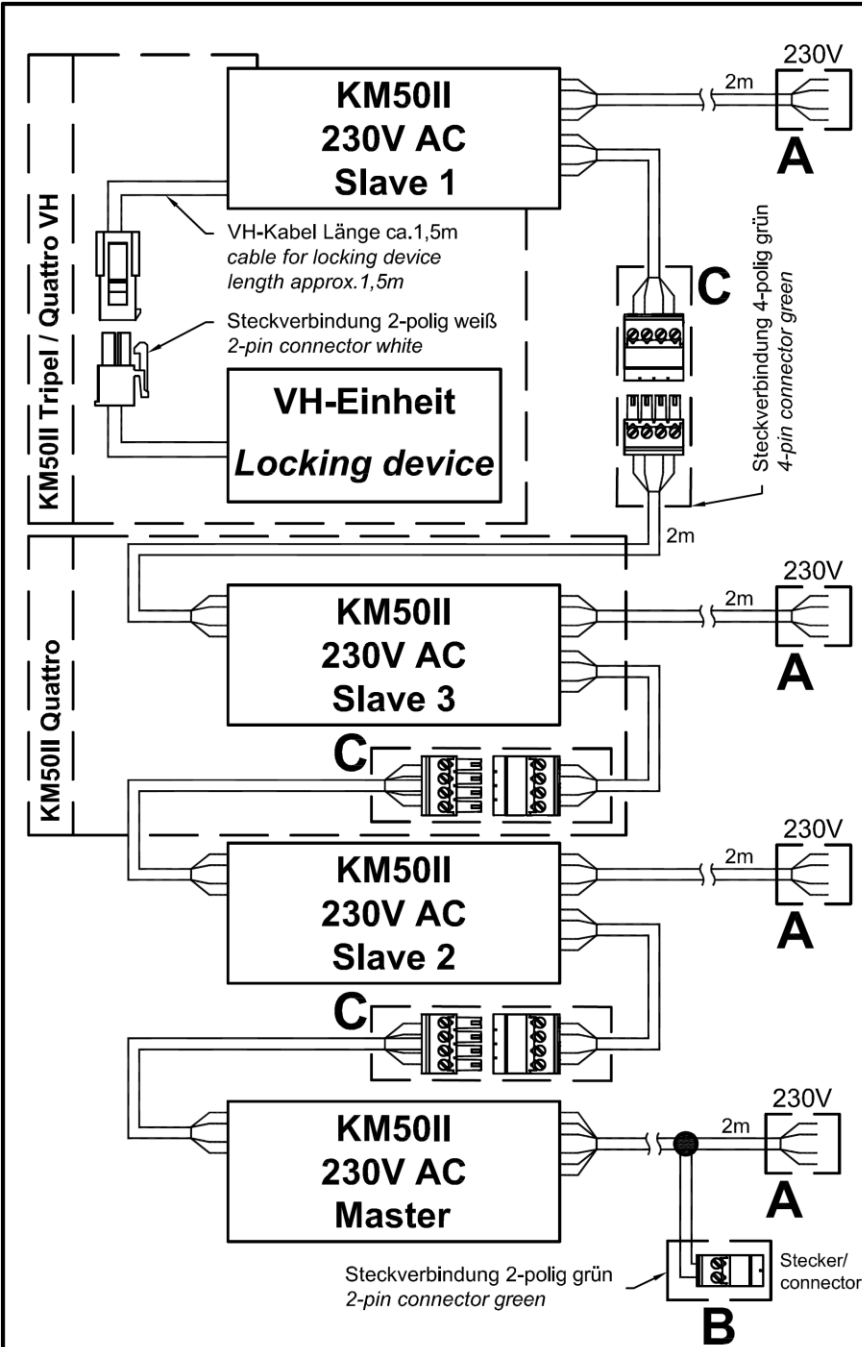 KM50II Tripel / Quattro VH
KM50II
230V AC
Slave 1
2m
230V
A
VH-Kabel Länge ca.1,5m
cable for locking device
length approx.1,5m
Steckverbindung 2-polig weiß
2-pin connector white
VH-Einheit
Locking device
C
Steckverbindung 4-polig grün
4-pin connector green
2m
KM50II Quattro
KM50II
230V AC
Slave 3
2m
230V
A
C
KM50II
230V AC
Slave 2
2m
230V
A
C
KM50II
230V AC
Master
2m
230V
A
Steckverbindung 2-polig grün
2-pin connector green
Stecker/
connector
B